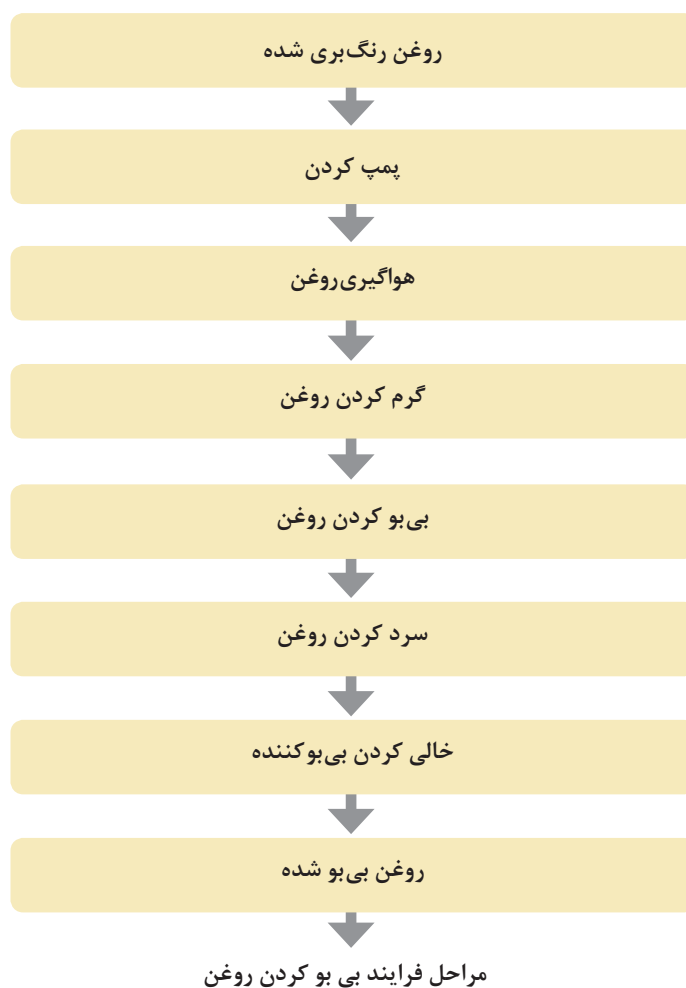 روغن رنگ‌بری شده
پمپ کردن
هواگیری‌روغن
گرم کردن روغن
بی‌بو کردن روغن
سرد کردن روغن
خالی کردن بی‌بوکننده
روغن بی‌بو شده
مراحل فرایند بی بو کردن روغن